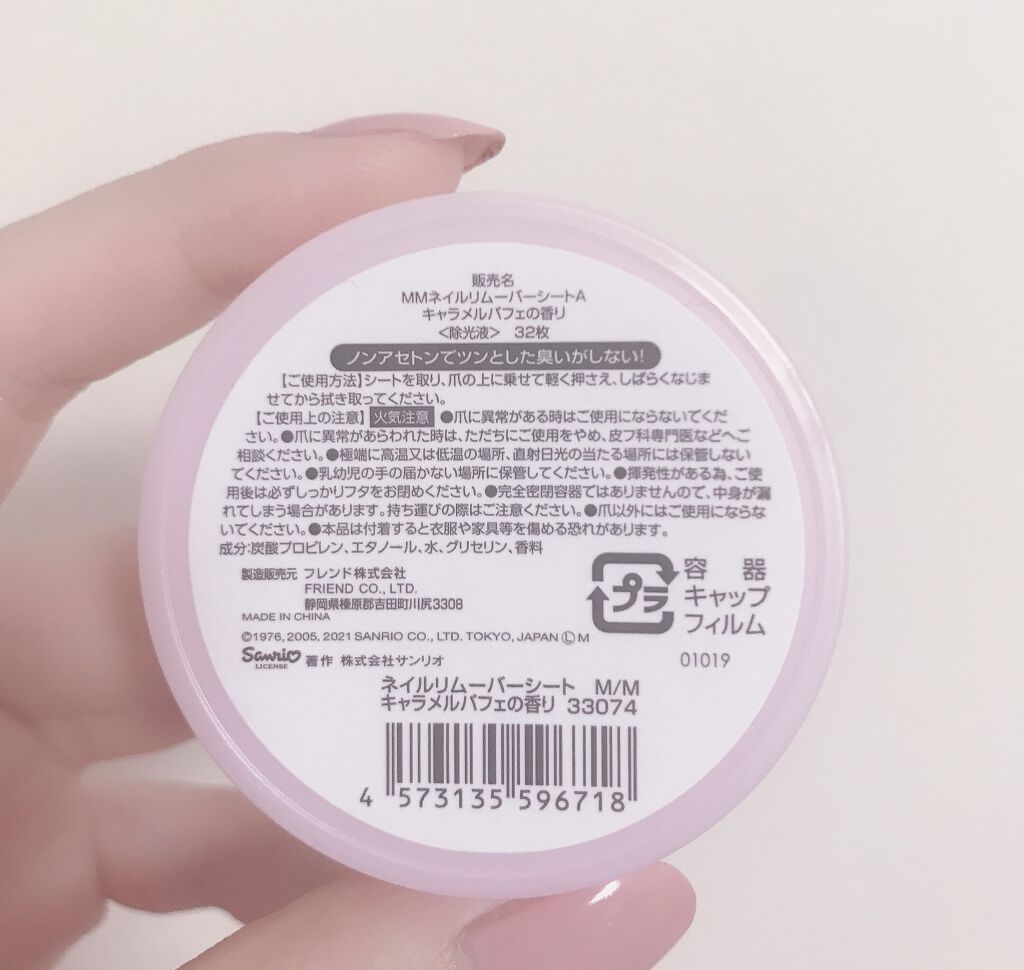 販売名
MMネイルリムーバーシートA
キャラメルパフェの香り
<除光液> 32枚
ノンアセトンでツンとした臭いがしない!
【ご使用方法】シートを取り、爪の上に乗せて軽く押さえ、しばらくなじま
せてから拭き取ってください。
【ご使用上の注意】 火気注意 ●爪に異常がある時はご使用にならないでくだ
さい。●爪に異常があらわれた時は、ただちにご使用をやめ、皮フ科専門医などへご
相談ください。●極端に高温又は低温の場所、直射日光の当たる場所には保管しない
でください。●乳幼児の手の届かない場所に保管してください。●揮発性がある為、ご使
用後は必ずしっかりフタをお閉めください。●完全密閉容器ではありませんので、中身が漏
れてしまう場合があります。持ち運びの際はご注意ください。●爪以外にはご使用にならな
いでください。●本品は付着すると衣服や家具等を傷める恐れがあります。
成分:炭酸プロピレン、エタノール、水、グリセリン、香料
製造販売元 フレンド株式会社
FRIEND CO., LTD.
静岡県榛原郡吉田町川尻3308
MADE IN CHINA
©1976, 2005, 2021 SANRIO CO., LTD. TOKYO, JAPAN Ⓛ M
Sanrio LICENSE 著作 株式会社サンリオ
プラ
容器
キャップ
フィルム
01019
ネイルリムーバーシート M/M
キャラメルパフェの香り 33074
4 573135 596718